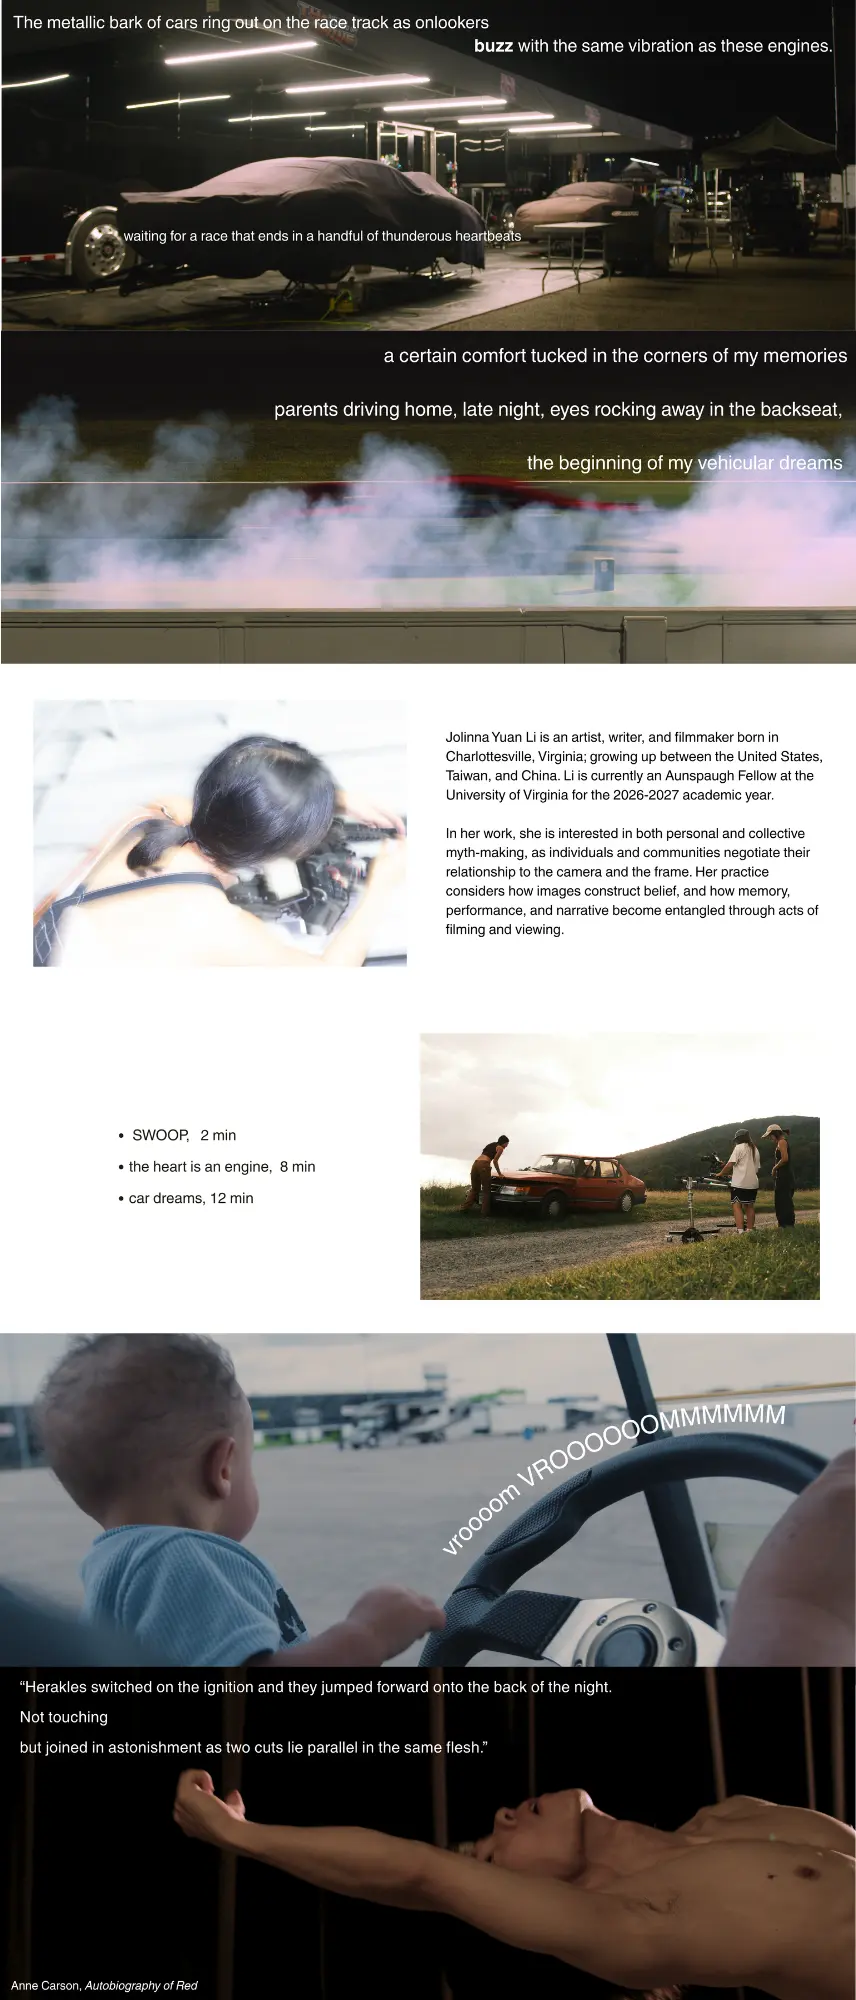 The metallic bark of cars ring out on the race track as onlookers
buzz with the same vibration as these engines.
waiting for a race that ends in a handful of thunderous heartbeats
a certain comfort tucked in the corners of my memories
parents driving home, late night, eyes rocking away in the backseat,
the beginning of my vehicular dreams
Jolinna Yuan Li is an artist, writer, and filmmaker born in
Charlottesville, Virginia; growing up between the United States,
Taiwan, and China. Li is currently an Aunspaugh Fellow at the
University of Virginia for the 2026-2027 academic year.
In her work, she is interested in both personal and collective
myth-making, as individuals and communities negotiate their
relationship to the camera and the frame. Her practice
considers how images construct belief, and how memory,
performance, and narrative become entangled through acts of
filming and viewing.
• SWOOP, 2 min
• the heart is an engine, 8 min
• car dreams, 12 min
vroooom VROOOOOOMMMMMM
“Herakles switched on the ignition and they jumped forward onto the back of the night.
Not touching
but joined in astonishment as two cuts lie parallel in the same flesh.”
Anne Carson, Autobiography of Red